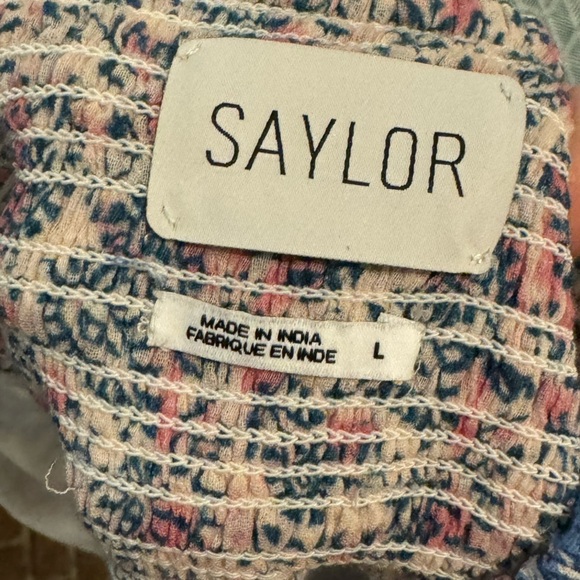 SAYLOR
MADE IN INDIA
FABRIQUE EN INDE
L